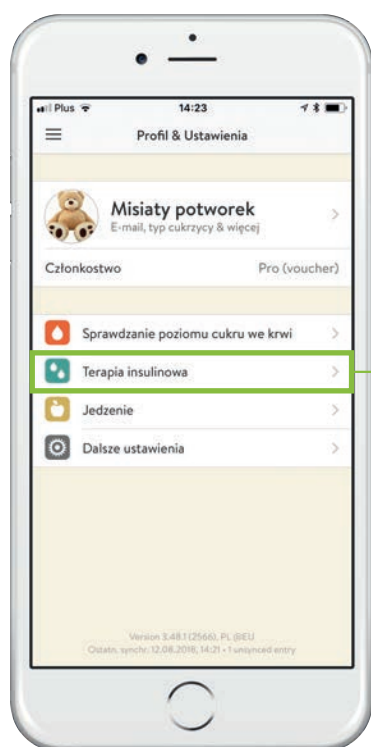 Plus 14:23
Profil & Ustawienia
Misiaty potworek
E-mail, typ cukrzycy & więcej
Członkostwo Pro (voucher)
Sprawdzanie poziomu cukru we krwi
Terapia insulinowa
Jedzenie
Dalsze ustawienia
Version 3.48.1 (2566), PL @EU
Ostatn. synchr. 12.08.2018, 14:21 • 1 unsynced entry